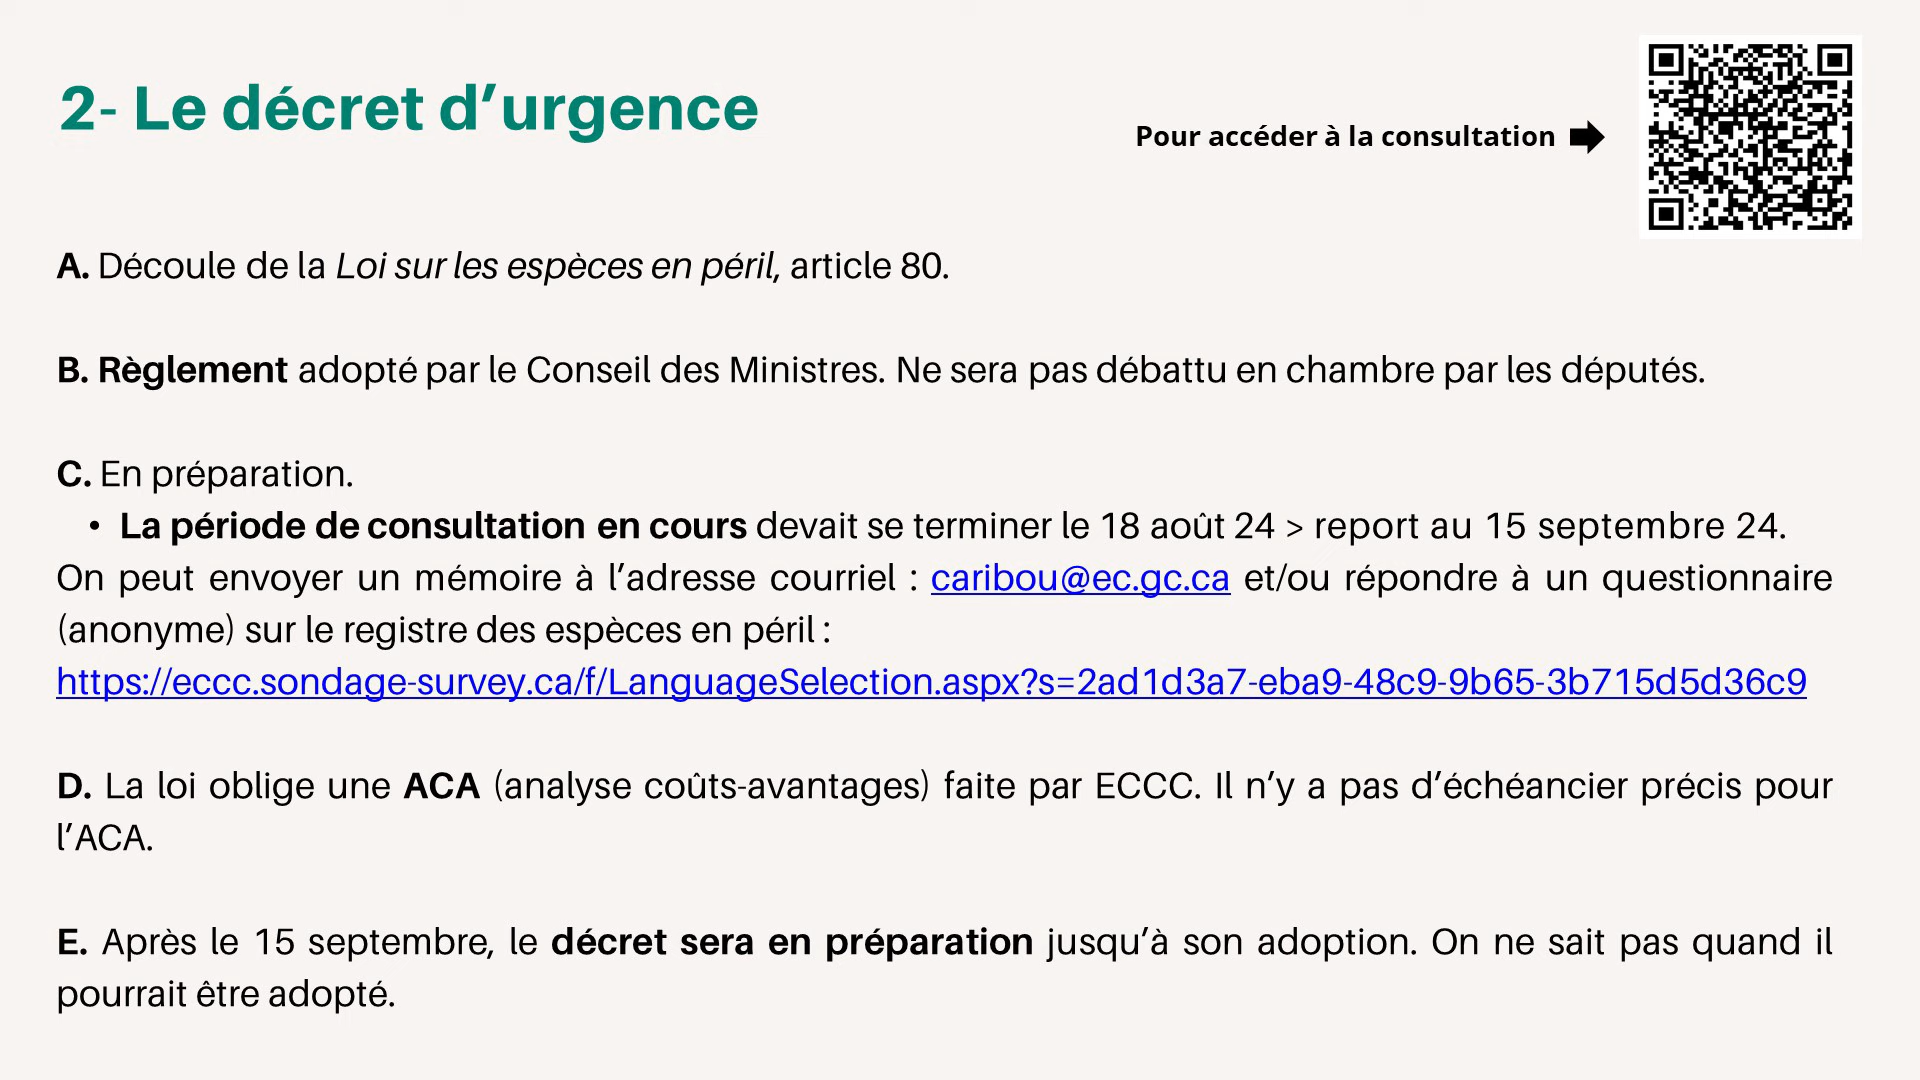 2- Le décret d’urgence
Pour accéder à la consultation
A. Découle de la Loi sur les espèces en péril, article 80.
B. Règlement adopté par le Conseil des Ministres. Ne sera pas débattu en chambre par les députés.
C. En préparation.
• La période de consultation en cours devait se terminer le 18 août 24 > report au 15 septembre 24.
On peut envoyer un mémoire à l’adresse courriel : caribou@ec.gc.ca et/ou répondre à un questionnaire
(anonyme) sur le registre des espèces en péril :
https://eccc.sondage-survey.ca/f/LanguageSelection.aspx?s=2ad1d3a7-eba9-48c9-9b65-3b715d5d36c9
D. La loi oblige une ACA (analyse coûts-avantages) faite par ECCC. Il n’y a pas d’échéancier précis pour
l’ACA.
E. Après le 15 septembre, le décret sera en préparation jusqu’à son adoption. On ne sait pas quand il
pourrait être adopté.